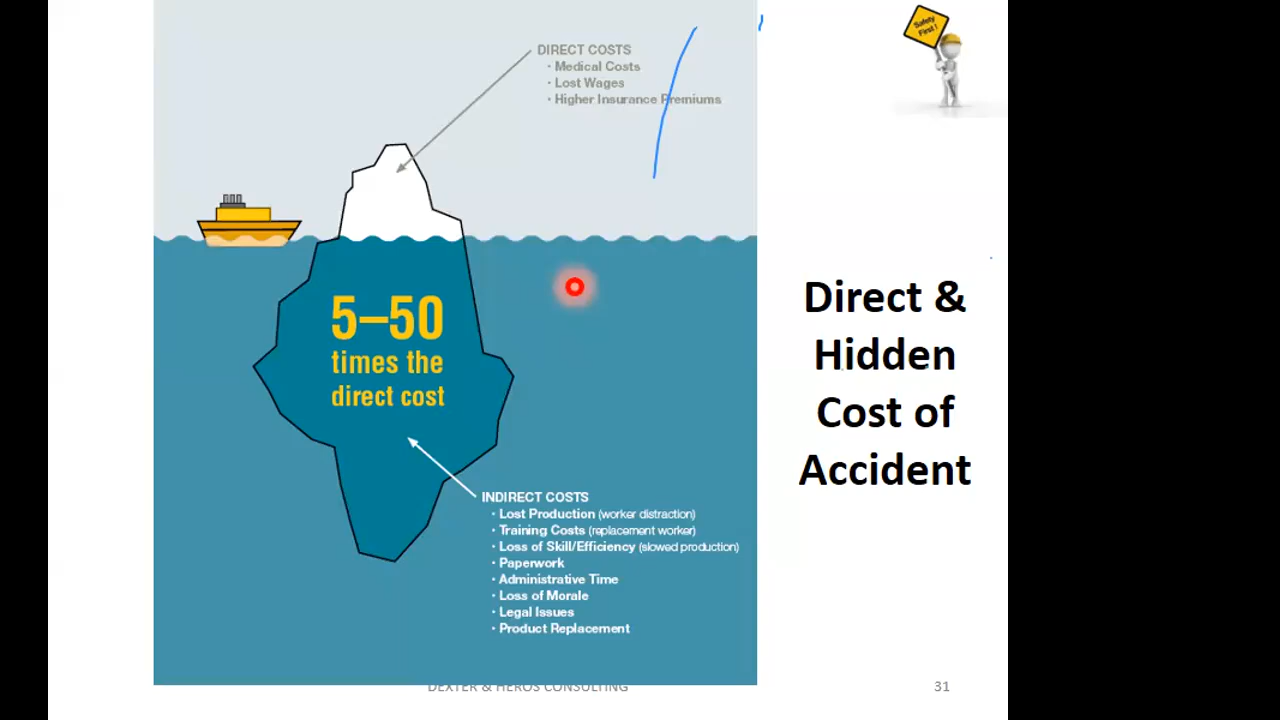 DIRECT COSTS
· Medical Costs
· Lost Wages
· Higher Insurance Premiums
Safety
First!
5–50
times the
direct cost
Direct &
Hidden
Cost of
Accident
INDIRECT COSTS
· Lost Production (worker distraction)
· Training Costs (replacement worker)
· Loss of Skill/Efficiency (slowed production)
· Paperwork
· Administrative Time
· Loss of Morale
· Legal Issues
· Product Replacement
DEXTER & HEROS CONSULTING
31